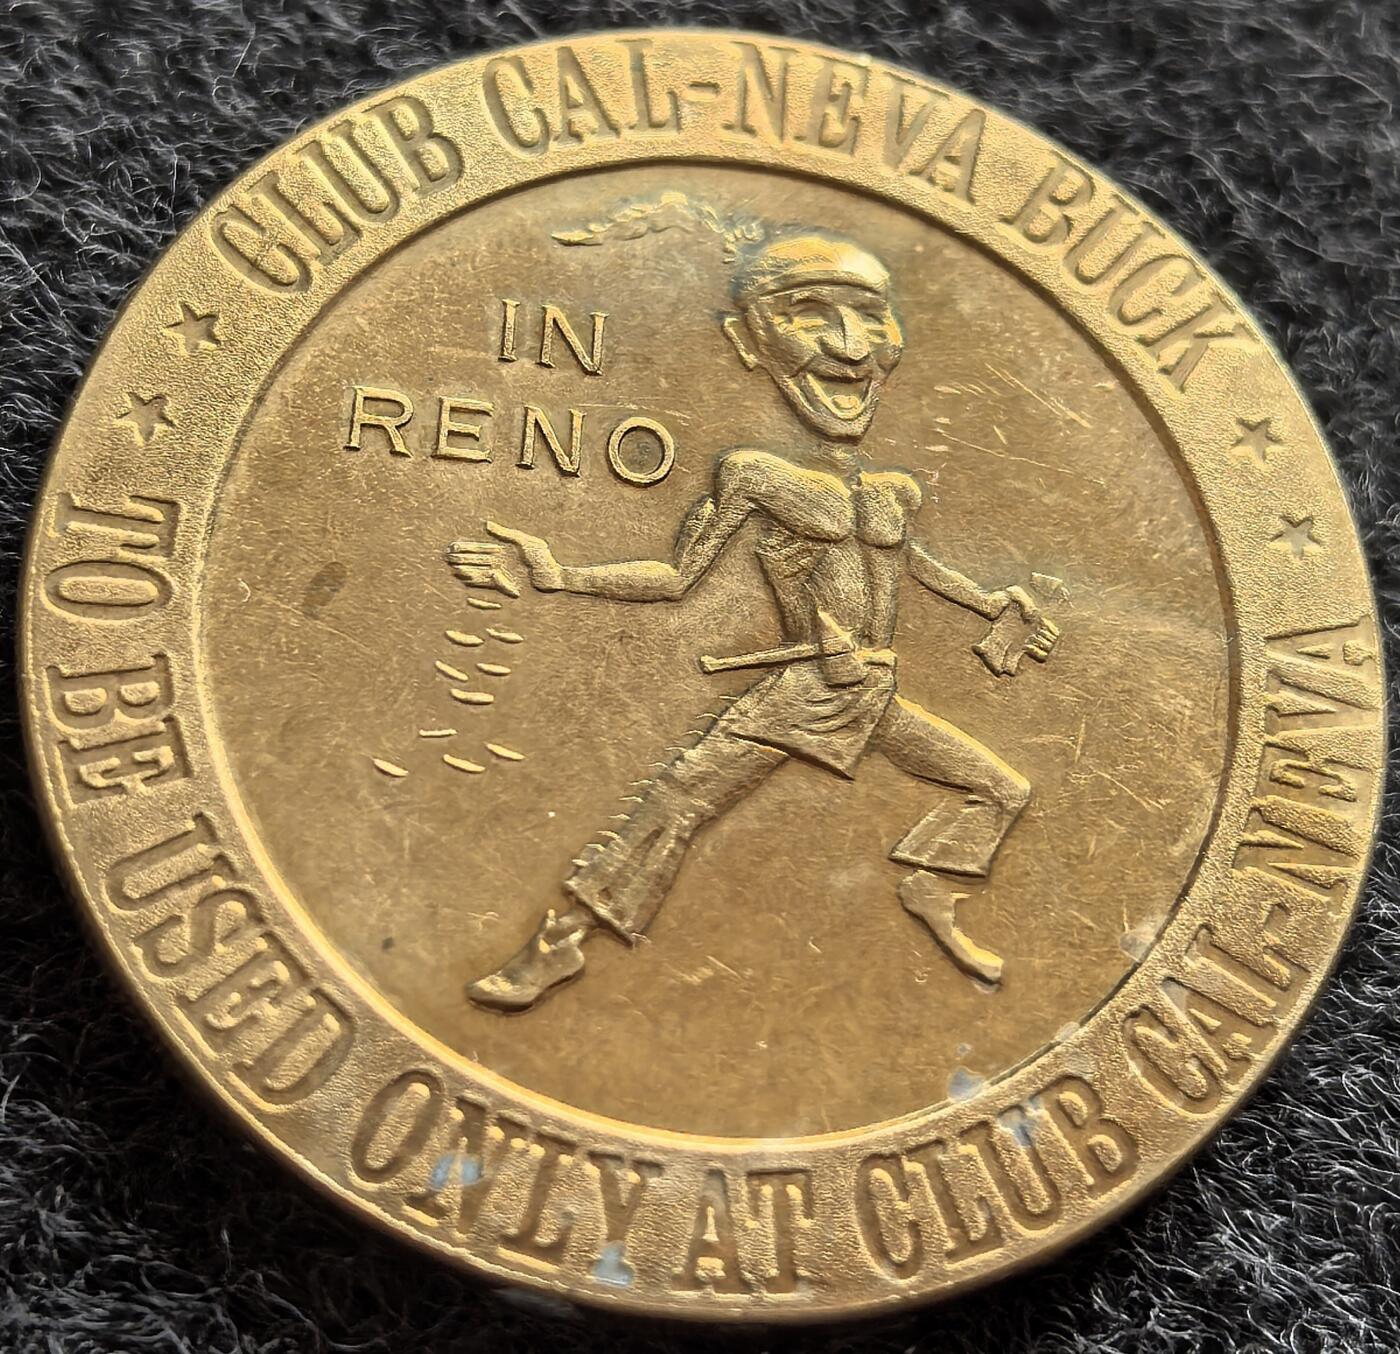 CLUB CAL-NEVA BUCK
IN
RENO
TO BE USED ONLY AT CLUB CAL-NEVA